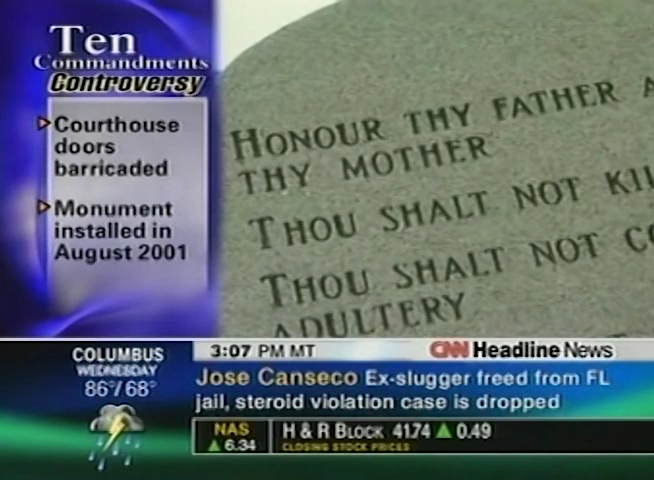 Ten
Commandments
Controversy
Courthouse
doors
barricaded
Monument
installed in
August 2001
HONOUR THY FATHER
THY MOTHER
THOU SHALT NOT
THOU SHALT NOT
ADULTERY
COLUMBUS
WEDNESDAY
86°/68°
3:07 PM MT
CNN Headline News
Jose Canseco Ex-slugger freed from FL
jail, steroid violation case is dropped
NAS
▲6.34
H & R BLOCK 4174 ▲ 0.49
CLOSING STOCK PRICES